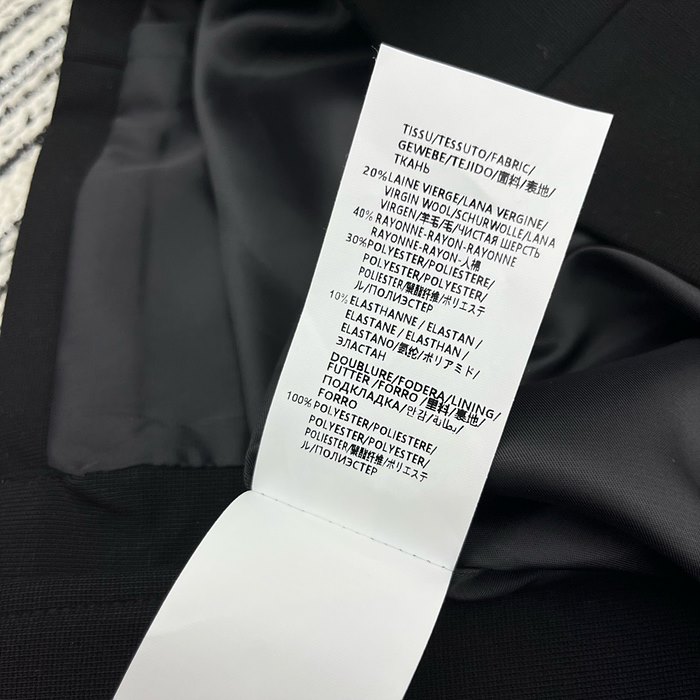 TISSU/TESSUTO/FABRIC/
GEWEBE/TEJIDO/面料/表地/
ТКАНЬ
20%LAINE VIERGE/LANA VERGINE/
VIRGIN WOOL/SCHURWOLLE/LANA
VIRGEN/羊毛/毛/ЧИСТАЯ ШЕРСТЬ
40% RAYONNE-RAYON-RAYONNE
RAYONNE-RAYON-人棉
30%POLYESTER/POLIESTERE/
POLYESTER/POLYESTER/
POLIESTER/聚酯纤维/ポリエステ
ル/ПОЛИЭСТЕР
10% ELASTHANNE / ELASTAN /
ELASTANE / ELASTHAN /
ELASTANO/氨纶/ポリアミド/
ЭЛАСТАН
DOUBLURE/FODERA/LINING/
FUTTER /FORRO /里料/裏地/
ПОДКЛАДКА/안감/بطانة/
FORRO
100%POLYESTER/POLIESTERE/
POLYESTER/POLYESTER/
POLIESTER/聚酯纤维/ポリエステ
ル/ПОЛИЭСТЕР